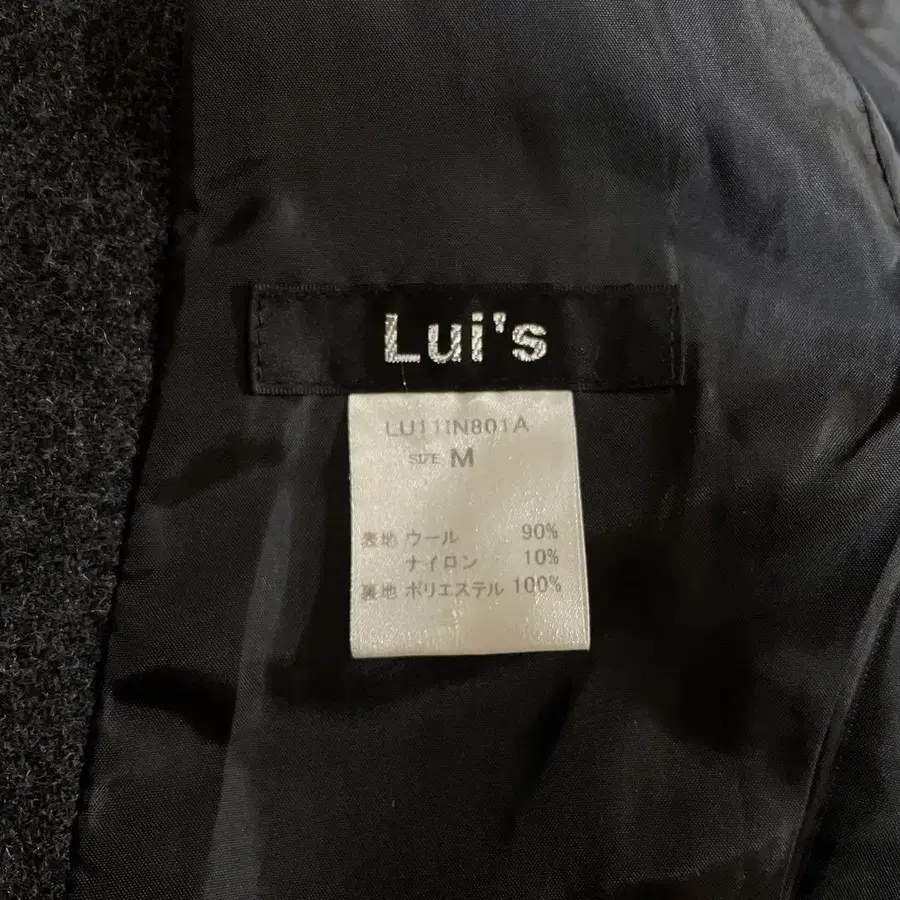 Lui's
LU11IN801A
SIZE M
表地 ウール 90%
ナイロン 10%
裏地 ポリエステル 100%